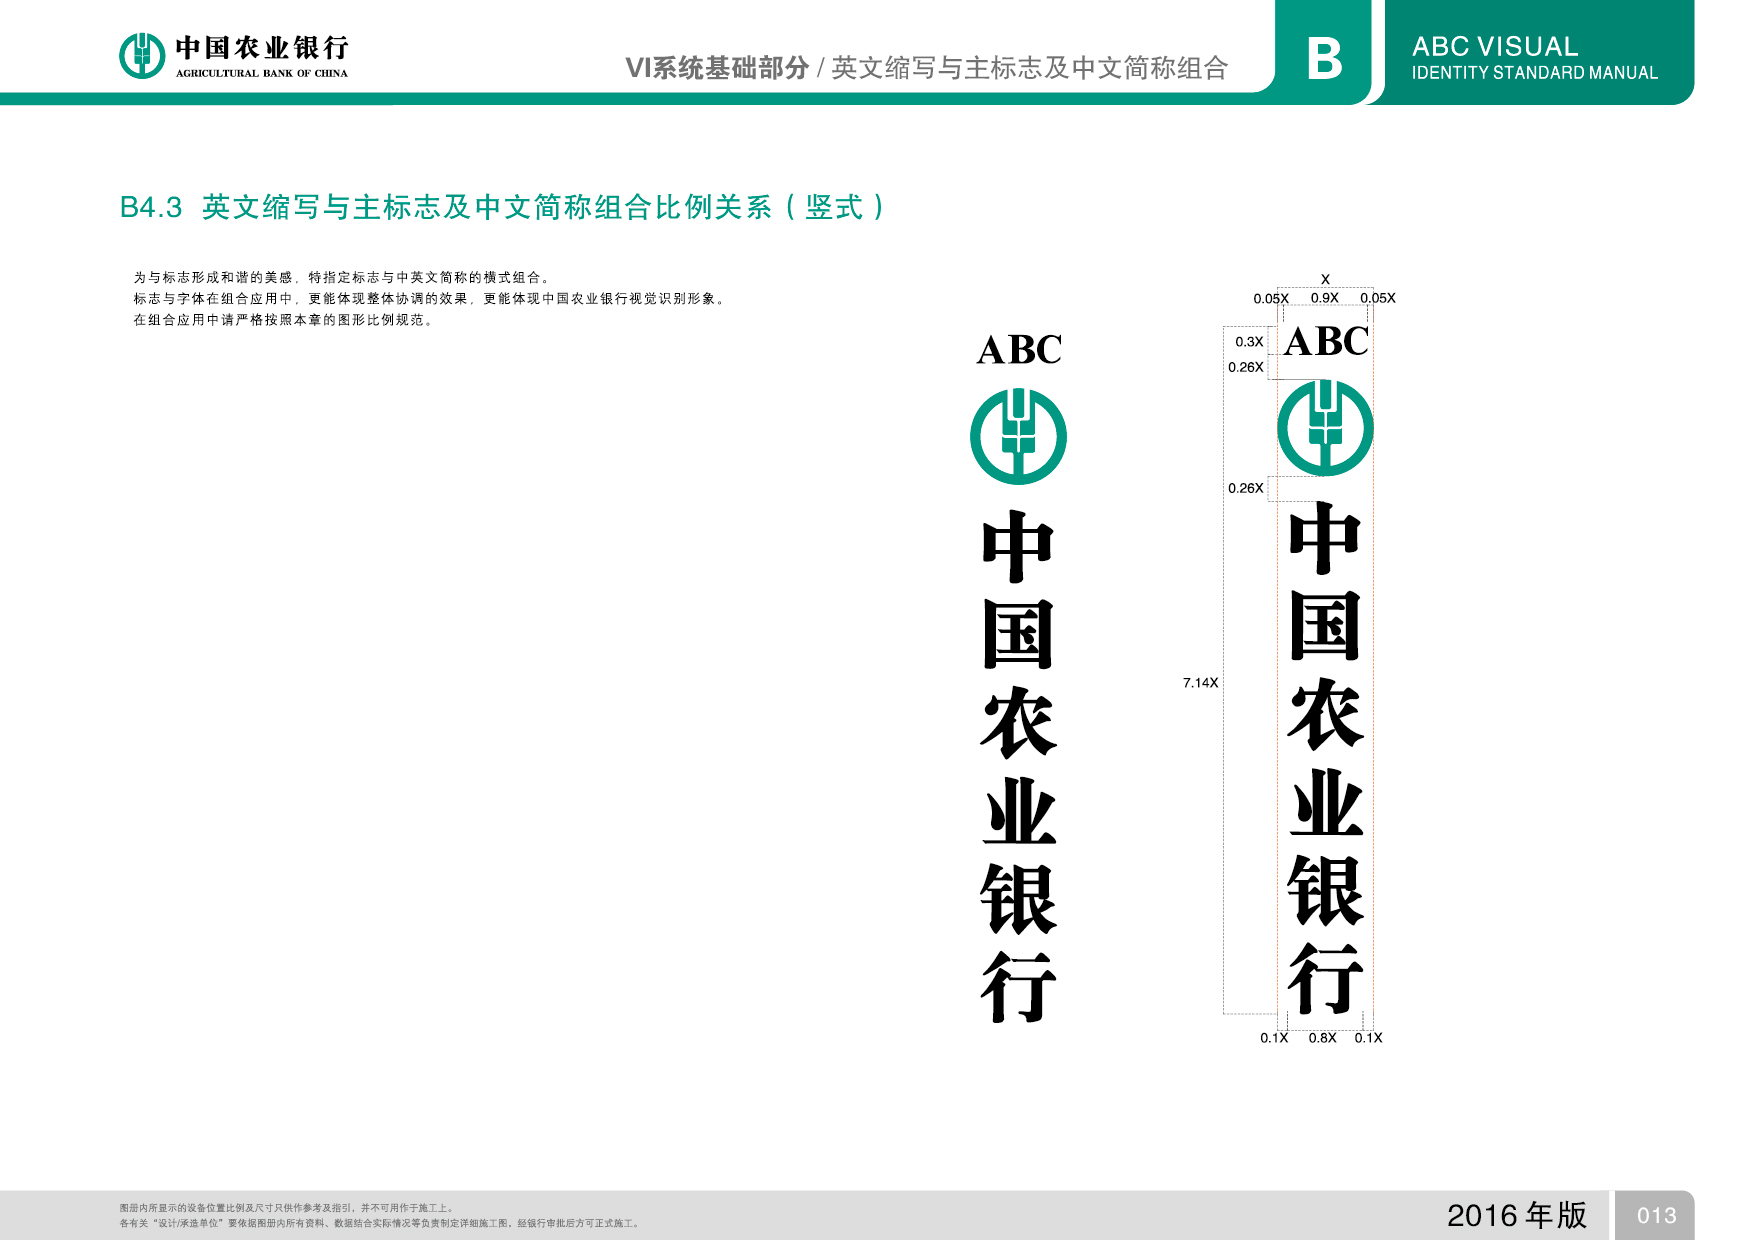 中国农业银行
AGRICULTURAL BANK OF CHINA
VI系统基础部分 / 英文缩写与主标志及中文简称组合
B
ABC VISUAL
IDENTITY STANDARD MANUAL
B4.3 英文缩写与主标志及中文简称组合比例关系（竖式）
为与标志形成和谐的美感，特指定标志与中英文简称的横式组合。
标志与字体在组合应用中，更能体现整体协调的效果，更能体现中国农业银行视觉识别形象。
在组合应用中请严格按照本章的图形比例规范。
ABC
中
国
农
业
银
行
X
0.05X 0.9X 0.05X
0.3X
ABC
0.26X
0.26X
中
国
7.14X
农
业
银
行
0.1X 0.8X 0.1X
图册内所显示的设备位置比例及尺寸只供作参考及指引，并不可用作于施工上。
各有关“设计/承造单位”要依据图册内所有资料、数据结合实际情况等负责制定详细施工图，经银行审批后方可正式施工。
2016 年版
013